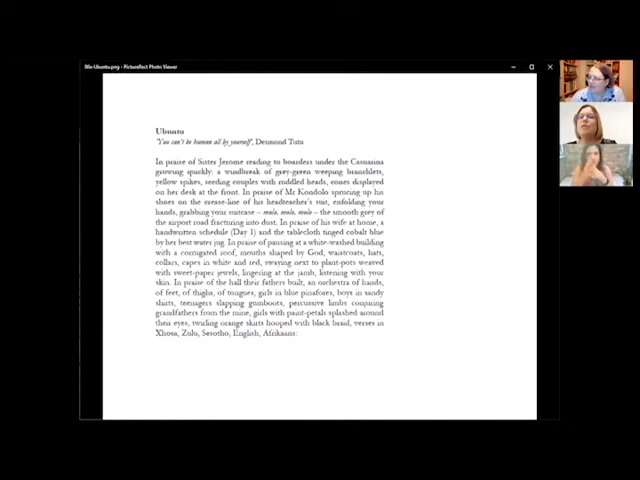 06a-Ubuntu.png - Pictureflect Photo Viewer
Ubuntu
'You can't be human all by yourself', Desmond Tutu
In praise of Sister Jerome reading to boarders under the Casuarina
growing quickly: a windbreak of grey-green weeping branchlets,
yellow spikes, seeding couples with ruddled heads, cones displayed
on her desk at the front. In praise of Mr Kondolo sprucing up his
shoes on the crease-line of his headteacher's suit, enfolding your
hands, grabbing your suitcase – molo, molo, molo – the smooth grey of
the airport road fracturing into dust. In praise of his wife at home, a
handwritten schedule (Day 1) and the tablecloth tinged cobalt blue
by her best water jug. In praise of pausing at a white-washed building
with a corrugated roof, mouths shaped by God, waistcoats, hats,
collars, capes in white and red, swaying next to plant-pots weaved
with sweet-paper jewels, lingering at the jamb, listening with your
skin. In praise of the hall their fathers built, an orchestra of hands,
of feet, of thighs, of tongues, girls in blue pinafores, boys in sandy
shirts, teenagers slapping gumboots, percussive limbs conjuring
grandfathers from the mine, girls with paint-petals splashed around
their eyes, twirling orange skirts hooped with black braid, verses in
Xhosa, Zulu, Sesotho, English, Afrikaans: